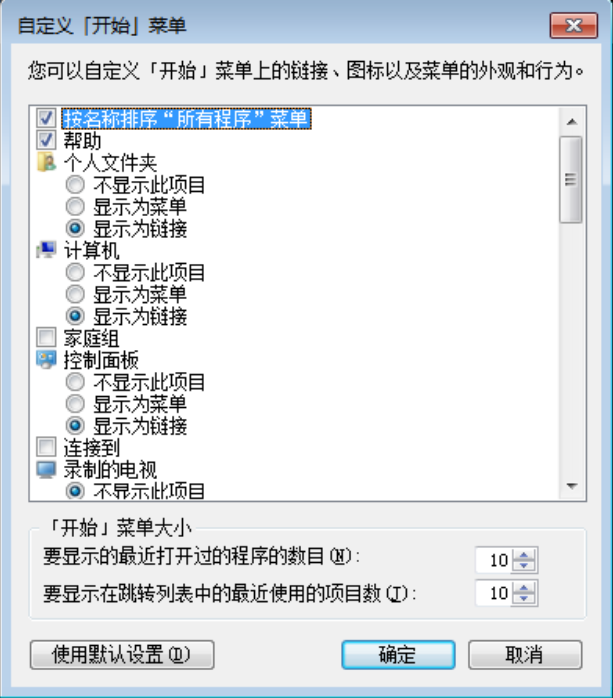 自定义「开始」菜单
您可以自定义「开始」菜单上的链接、图标以及菜单的外观和行为。
按名称排序“所有程序”菜单
帮助
个人文件夹
不显示此项目
显示为菜单
显示为链接
计算机
不显示此项目
显示为菜单
显示为链接
家庭组
控制面板
不显示此项目
显示为菜单
显示为链接
连接到
录制的电视
不显示此项目
「开始」菜单大小
要显示的最近打开过的程序的数目(N): 10
要显示在跳转列表中的最近使用的项目数(I): 10
使用默认设置(D) 确定 取消